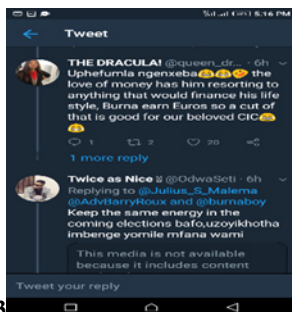 5:16 PM
Tweet
THE DRACULA! @queen_dr... · 6h
Uphefumla ngenxeba😂😂🤔 the
love of money has him resorting to
anything that would finance his life
style, Burna earn Euros so a cut of
that is good for our beloved CIC😂
😂
1 2 20
1 more reply
Twice as Nice @OdwaSeti · 6h
Replying to @Julius_S_Malema
@AdvBarryRoux and @burnaboy
Keep the same energy in the
coming elections bafo,uzoyikhotha
imbenge yomile mfana wami
This media is not available
because it includes content
Tweet your reply
3